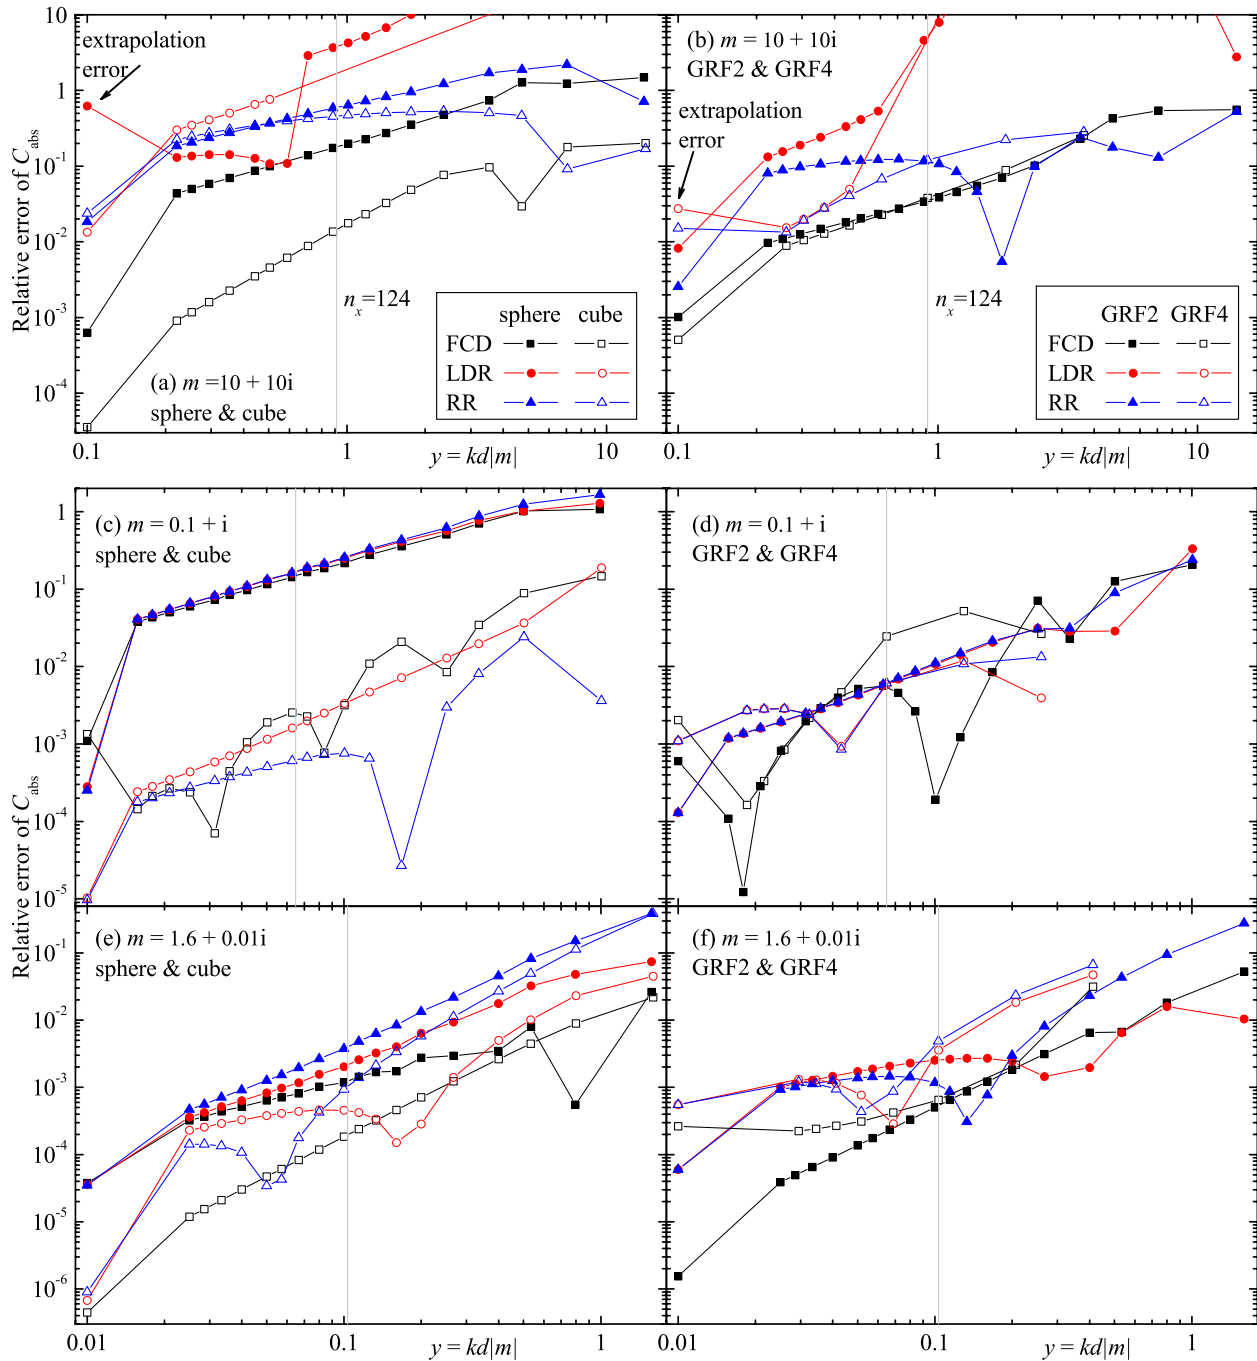 Relative error of C_abs
10
1
10^-1
10^-2
10^-3
10^-4
extrapolation
error
n_x=124
sphere cube
FCD
LDR
RR
(a) m =10 + 10i
sphere & cube
0.1
1
10
y = kd|m|
(b) m = 10 + 10i
GRF2 & GRF4
extrapolation
error
n_x=124
GRF2 GRF4
FCD
LDR
RR
0.1
1
10
y = kd|m|
Relative error of C_abs
1
10^-1
10^-2
10^-3
10^-4
10^-5
(c) m = 0.1 + i
sphere & cube
(d) m = 0.1 + i
GRF2 & GRF4
10^-1
10^-2
10^-3
10^-4
10^-5
10^-6
(e) m = 1.6 + 0.01i
sphere & cube
0.01
0.1
1
y = kd|m|
(f) m = 1.6 + 0.01i
GRF2 & GRF4
0.01
0.1
1
y = kd|m|